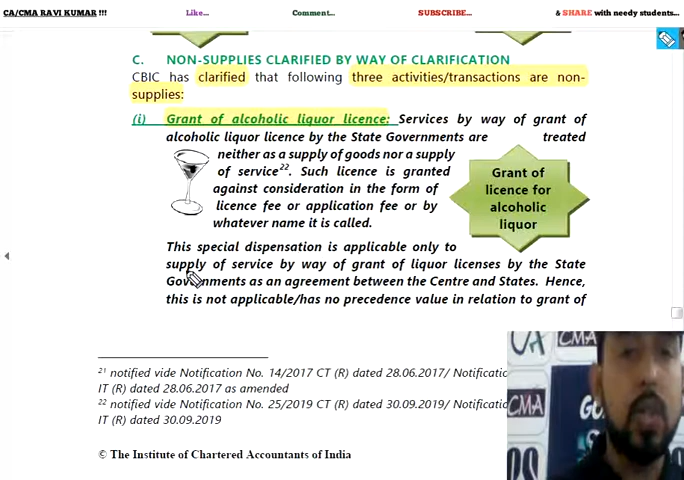 CA/CMA RAVI KUMAR !!! Like... Comment... SUBSCRIBE... & SHARE with needy students...
C. NON-SUPPLIES CLARIFIED BY WAY OF CLARIFICATION
CBIC has clarified that following three activities/transactions are non-
supplies:
(i) Grant of alcoholic liquor licence: Services by way of grant of
alcoholic liquor licence by the State Governments are treated
neither as a supply of goods nor a supply
of service22. Such licence is granted
against consideration in the form of
licence fee or application fee or by
whatever name it is called.
Grant of
licence for
alcoholic
liquor
This special dispensation is applicable only to
supply of service by way of grant of liquor licenses by the State
Governments as an agreement between the Centre and States. Hence,
this is not applicable/has no precedence value in relation to grant of
21 notified vide Notification No. 14/2017 CT (R) dated 28.06.2017/
IT (R) dated 28.06.2017 as amended
22 notified vide Notification No. 25/2019 CT (R) dated 30.09.2019/
IT (R) dated 30.09.2019
© The Institute of Chartered Accountants of India
CA
CMA
CMA